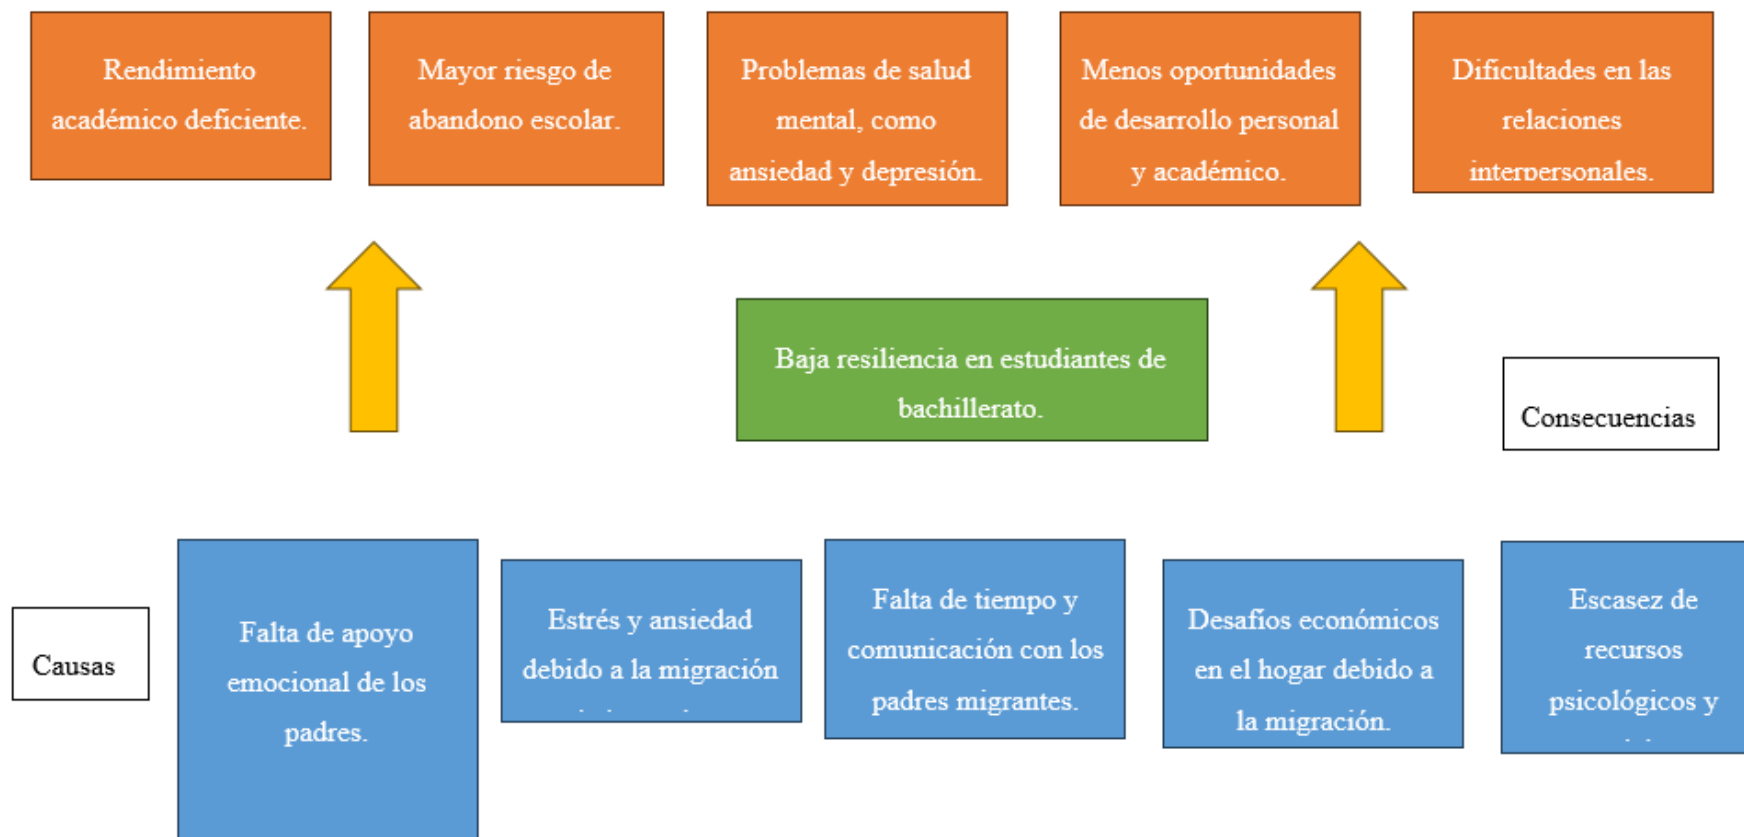 Rendimiento
académico deficiente.
Mayor riesgo de
abandono escolar.
Problemas de salud
mental, como
ansiedad y depresión.
Menos oportunidades
de desarrollo personal
y académico.
Dificultades en las
relaciones
interpersonales.
Baja resiliencia en estudiantes de
bachillerato.
Consecuencias
Causas
Falta de apoyo
emocional de los
padres.
Estrés y ansiedad
debido a la migración
Falta de tiempo y
comunicación con los
padres migrantes.
Desafíos económicos
en el hogar debido a
la migración.
Escasez de
recursos
psicológicos y